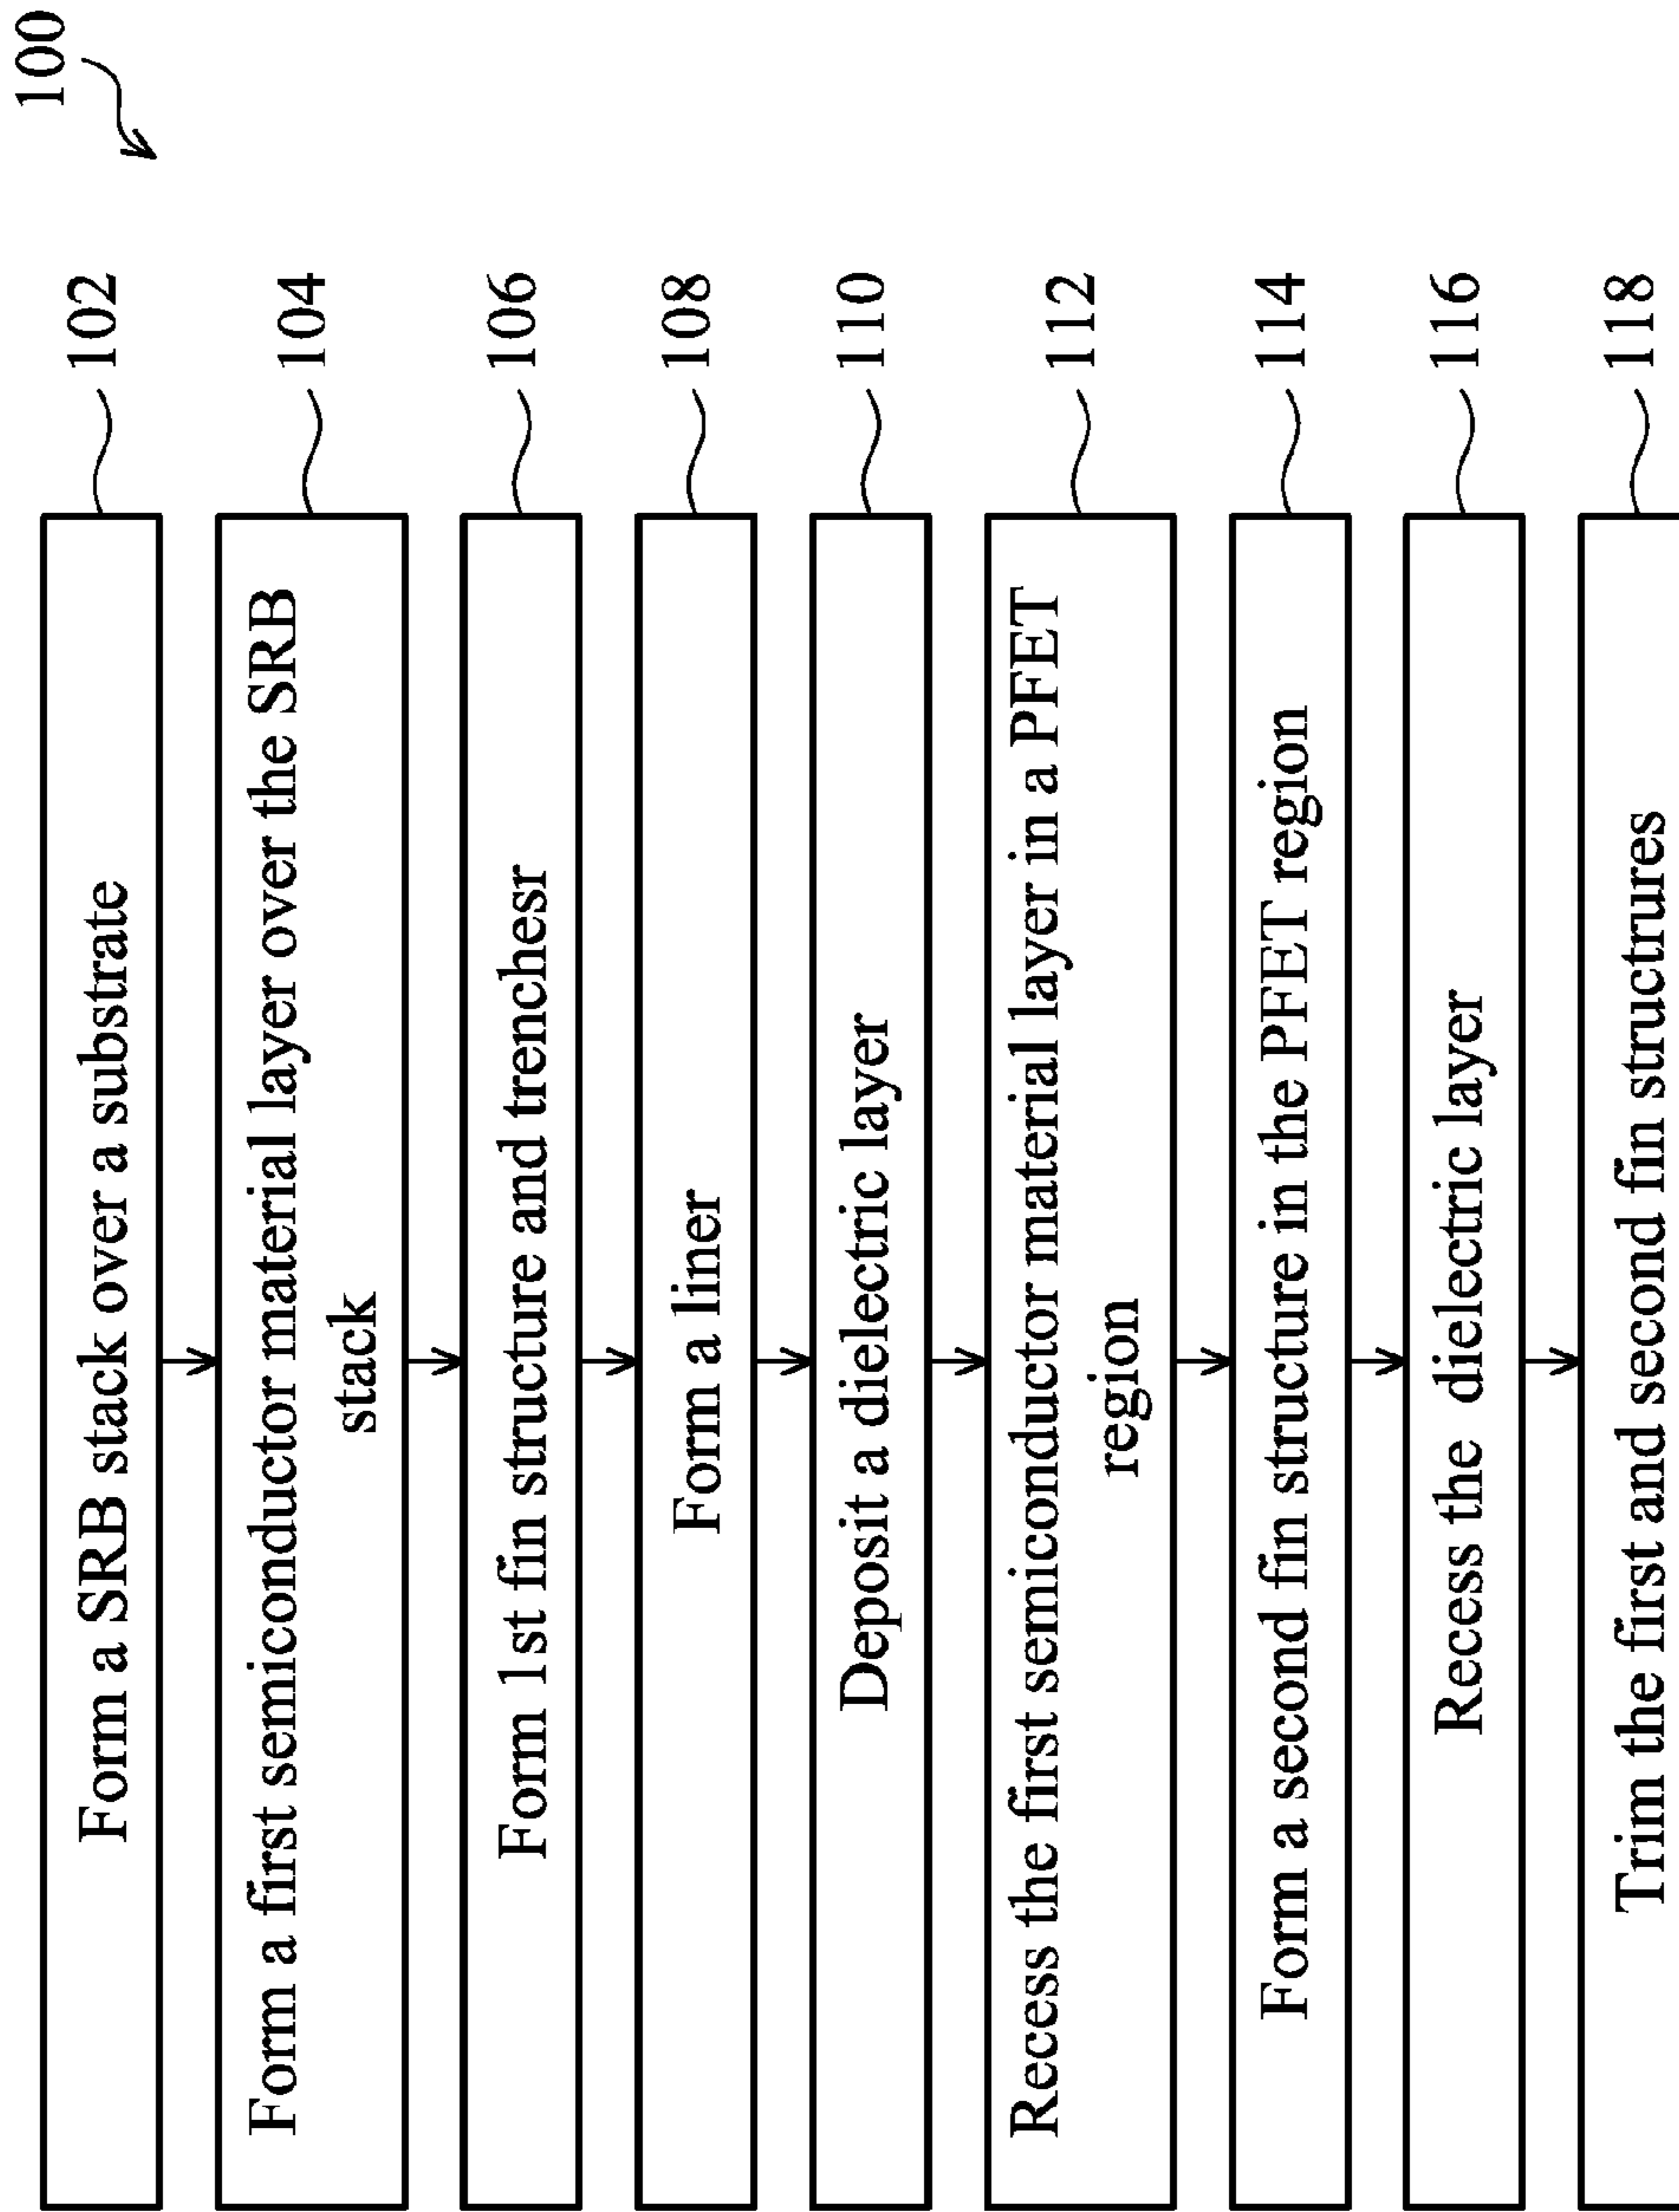 100
Form a SRB stack over a substrate
102
Form a first semiconductor material layer over the SRB
stack
104
Form 1st fin structure and trenchesr
106
Form a liner
108
Deposit a dielectric layer
110
Recess the first semiconductor material layer in a PFET
region
112
Form a second fin structure in the PFET region
114
Recess the dielectric layer
116
Trim the first and second fin structures
118